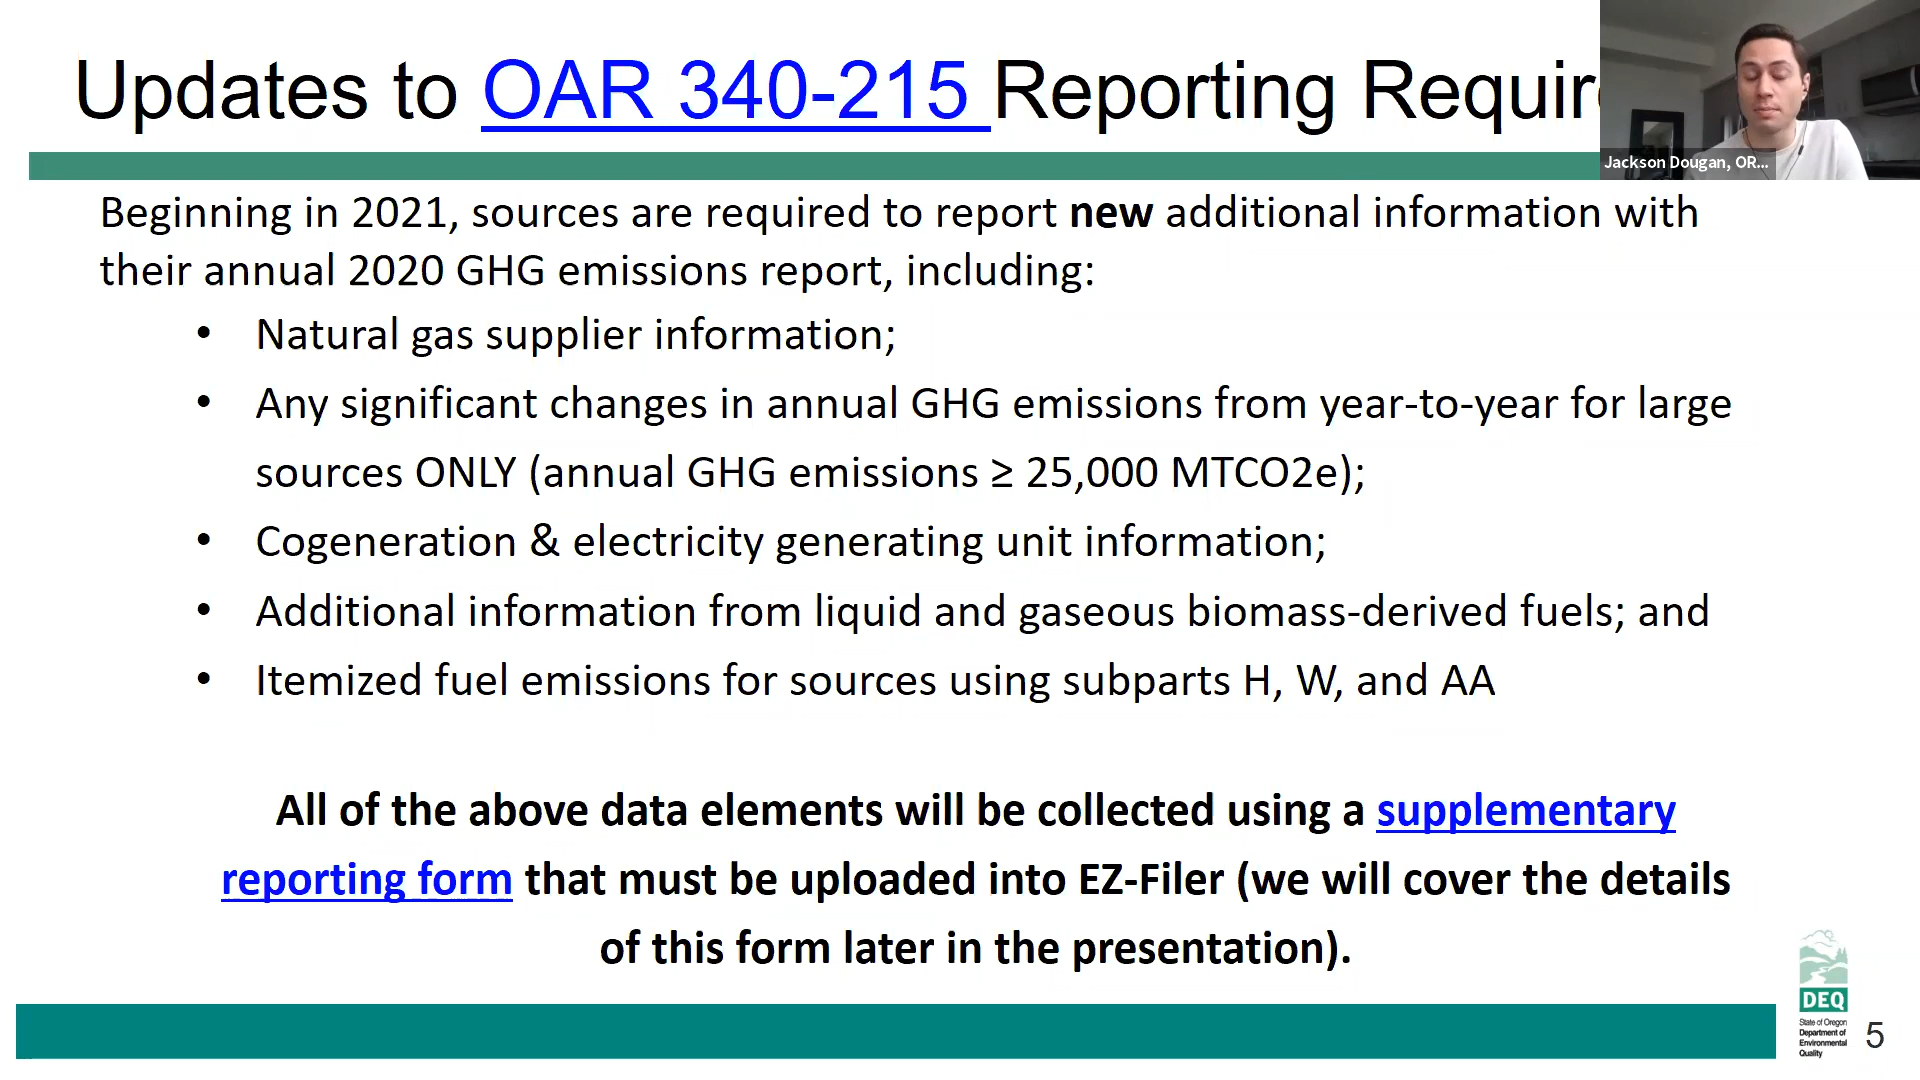 Updates to OAR 340-215 Reporting Requir
Jackson Dougan, OR...
Beginning in 2021, sources are required to report new additional information with
their annual 2020 GHG emissions report, including:
• Natural gas supplier information;
• Any significant changes in annual GHG emissions from year-to-year for large
sources ONLY (annual GHG emissions ≥ 25,000 MTCO2e);
• Cogeneration & electricity generating unit information;
• Additional information from liquid and gaseous biomass-derived fuels; and
• Itemized fuel emissions for sources using subparts H, W, and AA
All of the above data elements will be collected using a supplementary
reporting form that must be uploaded into EZ-Filer (we will cover the details
of this form later in the presentation).
DEQ
State of Oregon
Department of
Environmental
Quality
5